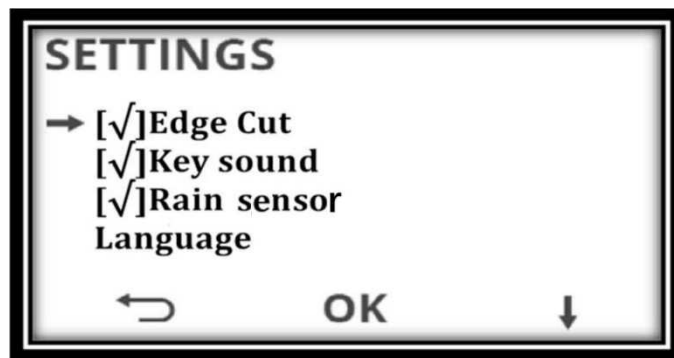 SETTINGS
→ [√]Edge Cut
[√]Key sound
[√]Rain sensor
Language
OK